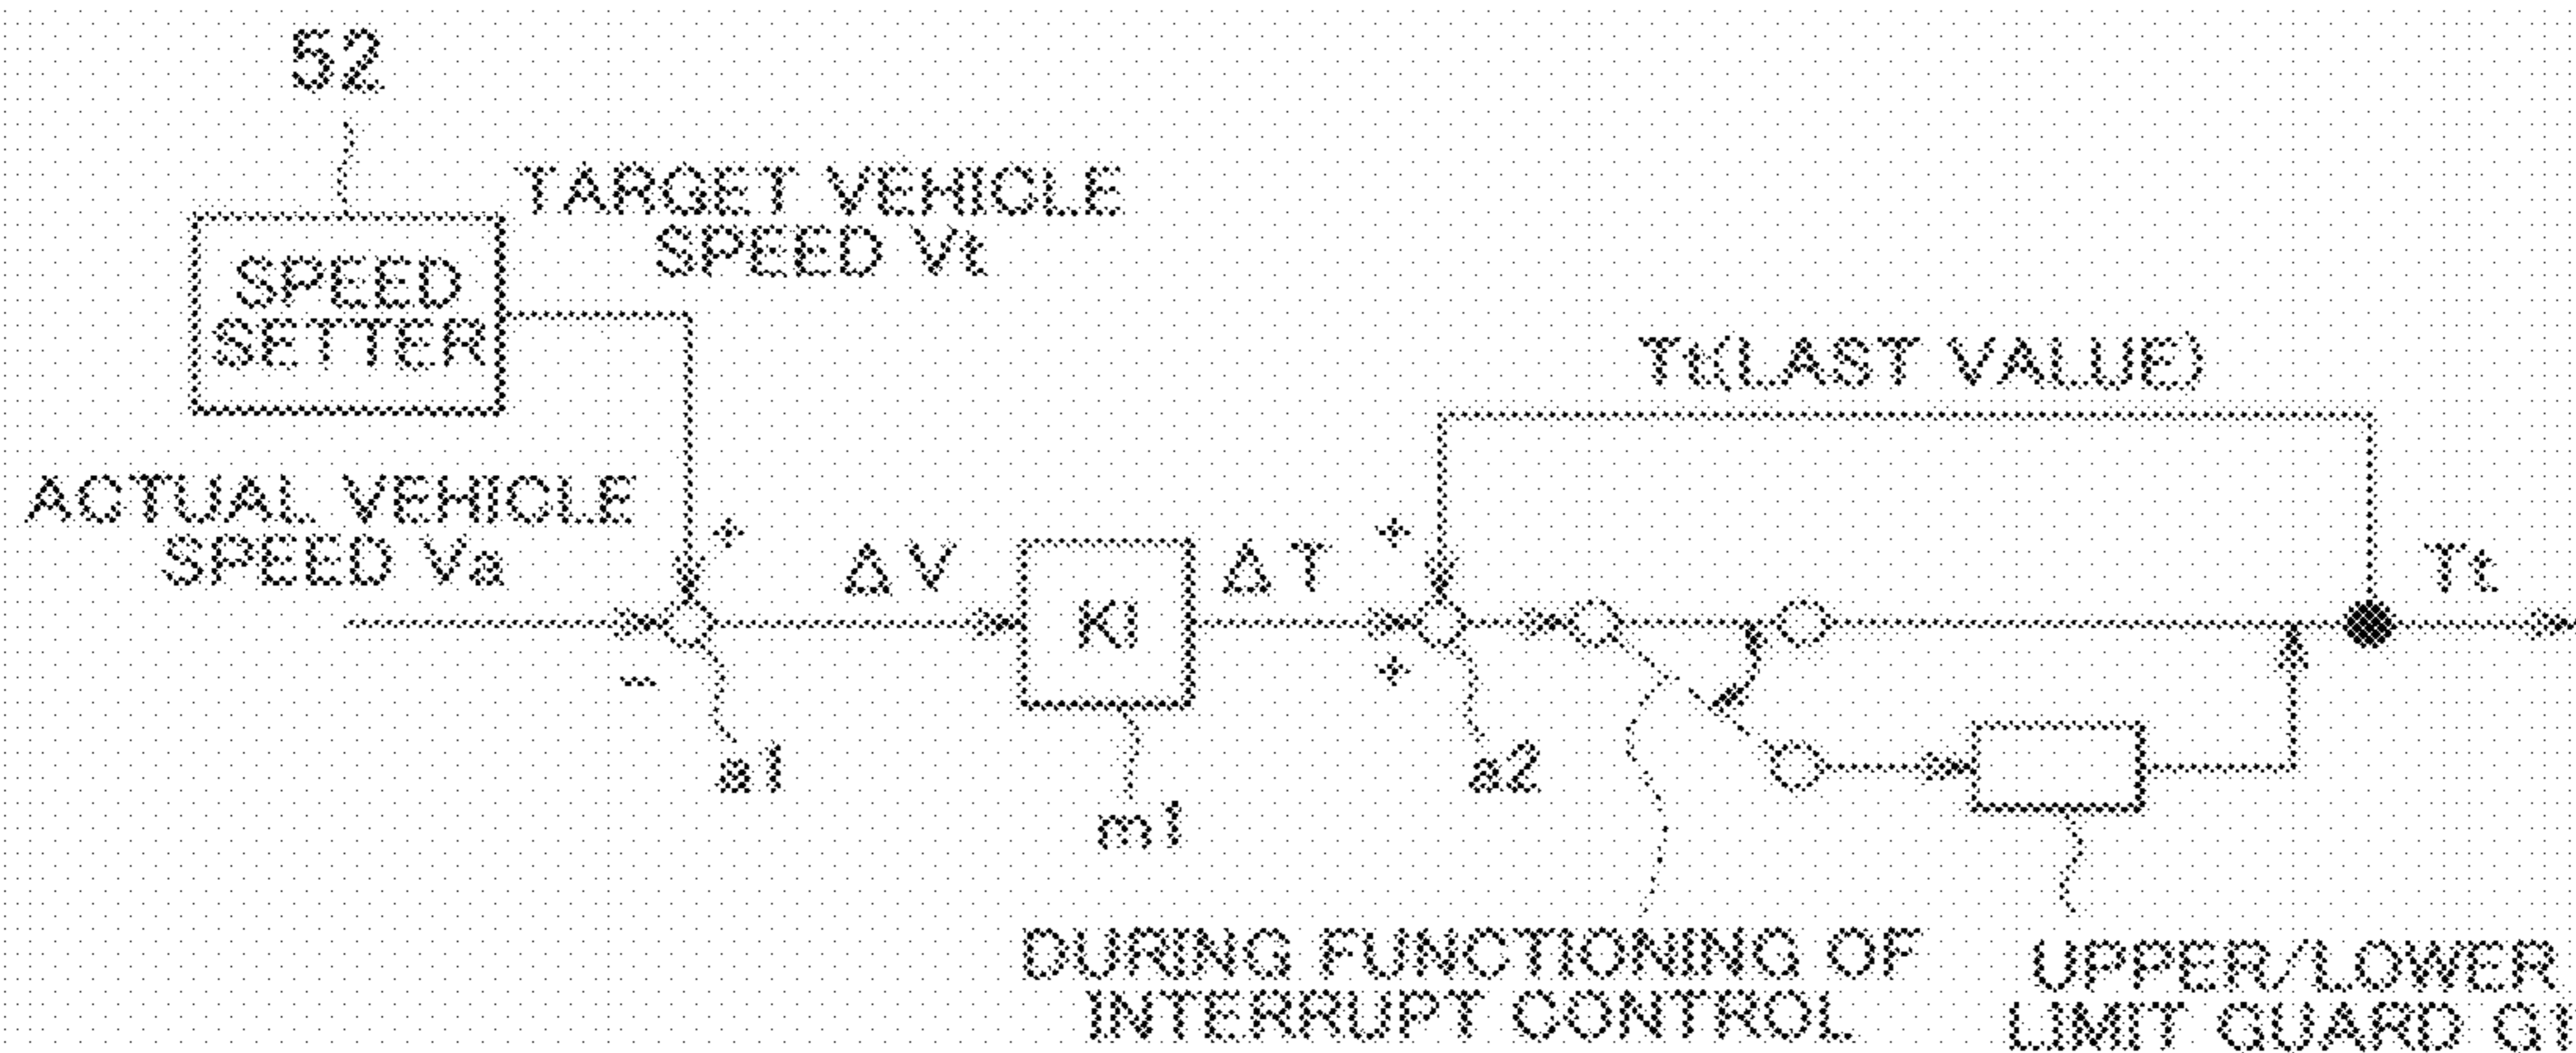 52
TARGET VEHICLE
SPEED Vt
SPEED
SETTER
Tt(LAST VALUE)
ACTUAL VEHICLE
SPEED Va
+
ΔV
KI
ΔT
+
Tt
−
+
a1
a2
m1
DURING FUNCTIONING OF
INTERRUPT CONTROL
UPPER/LOWER
LIMIT GUARD G1